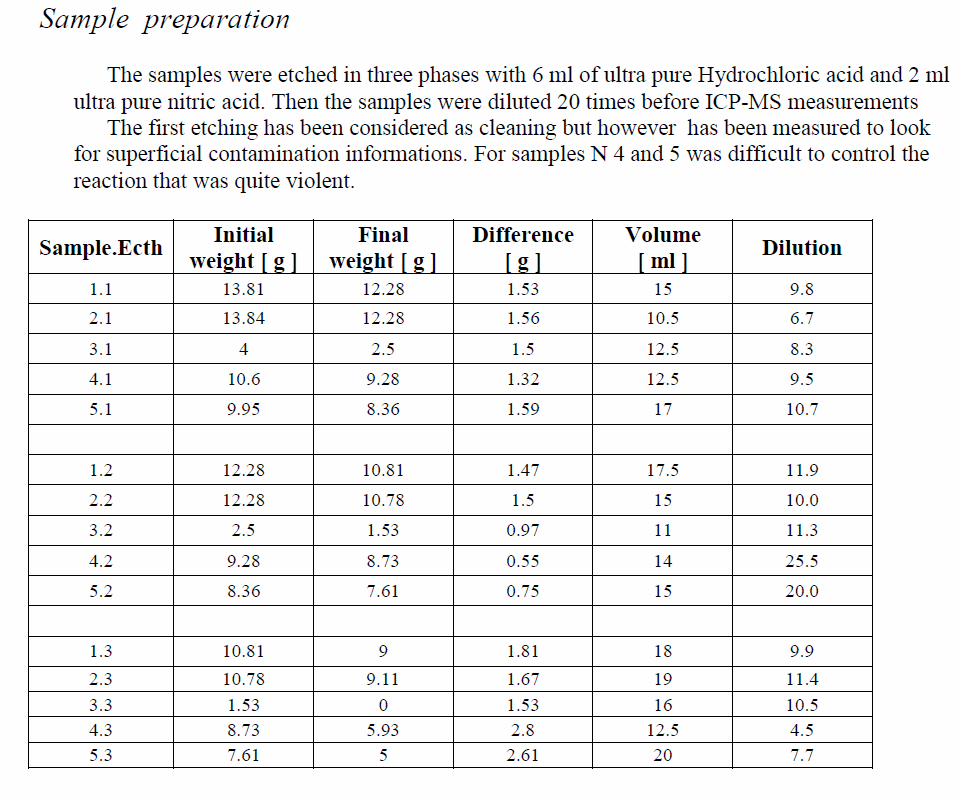 Sample preparation
The samples were etched in three phases with 6 ml of ultra pure Hydrochloric acid and 2 ml
ultra pure nitric acid. Then the samples were diluted 20 times before ICP-MS measurements
The first etching has been considered as cleaning but however has been measured to look
for superficial contamination informations. For samples N 4 and 5 was difficult to control the
reaction that was quite violent.
Sample.Ecth Initial weight [ g ] Final weight [ g ] Difference [ g ] Volume [ ml ] Dilution
1.1 13.81 12.28 1.53 15 9.8
2.1 13.84 12.28 1.56 10.5 6.7
3.1 4 2.5 1.5 12.5 8.3
4.1 10.6 9.28 1.32 12.5 9.5
5.1 9.95 8.36 1.59 17 10.7
1.2 12.28 10.81 1.47 17.5 11.9
2.2 12.28 10.78 1.5 15 10.0
3.2 2.5 1.53 0.97 11 11.3
4.2 9.28 8.73 0.55 14 25.5
5.2 8.36 7.61 0.75 15 20.0
1.3 10.81 9 1.81 18 9.9
2.3 10.78 9.11 1.67 19 11.4
3.3 1.53 0 1.53 16 10.5
4.3 8.73 5.93 2.8 12.5 4.5
5.3 7.61 5 2.61 20 7.7